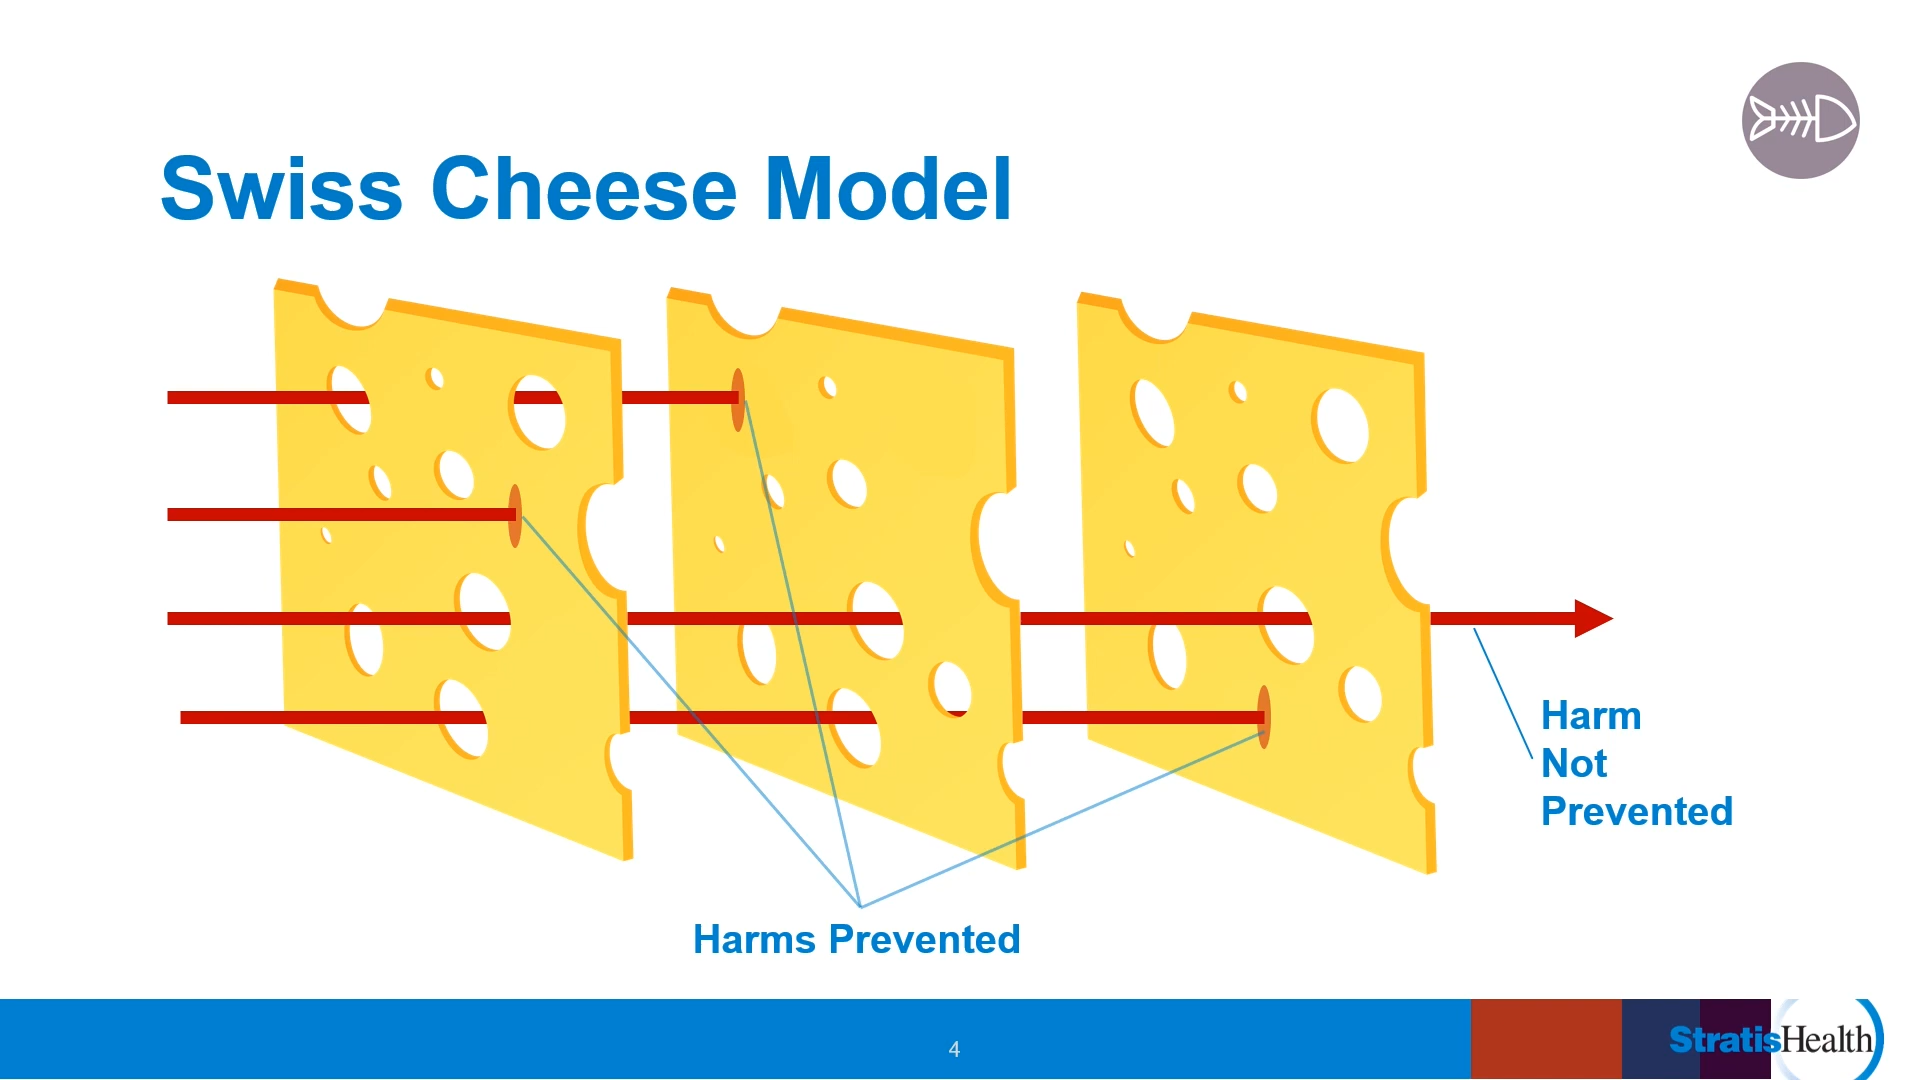 Swiss Cheese Model
Harm
Not
Prevented
Harms Prevented
4
StratisHealth